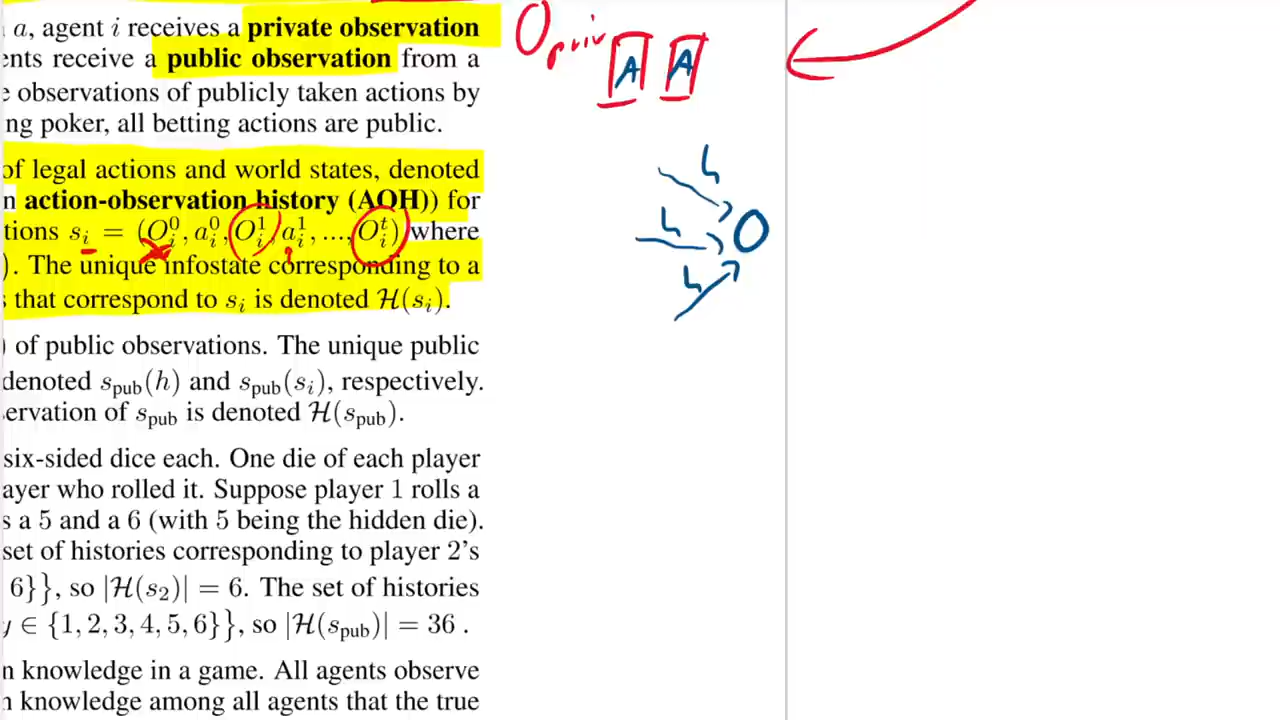 a, agent i receives a private observation
ents receive a public observation from a
e observations of publicly taken actions by
ng poker, all betting actions are public.
of legal actions and world states, denoted
n action-observation history (AOH)) for
tions s_i = (O_i^0, a_i^0, O_i^1, a_i^1, ..., O_i^t) where
). The unique infostate corresponding to a
s that correspond to s_i is denoted ℋ(s_i).
) of public observations. The unique public
denoted s_pub(h) and s_pub(s_i), respectively.
servation of s_pub is denoted ℋ(s_pub).
six-sided dice each. One die of each player
ayer who rolled it. Suppose player 1 rolls a
s a 5 and a 6 (with 5 being the hidden die).
set of histories corresponding to player 2's
6}}, so |ℋ(s_2)| = 6. The set of histories
y ∈ {1, 2, 3, 4, 5, 6}}, so |ℋ(s_pub)| = 36 .
n knowledge in a game. All agents observe
n knowledge among all agents that the true
O priv
A A
h
h
h